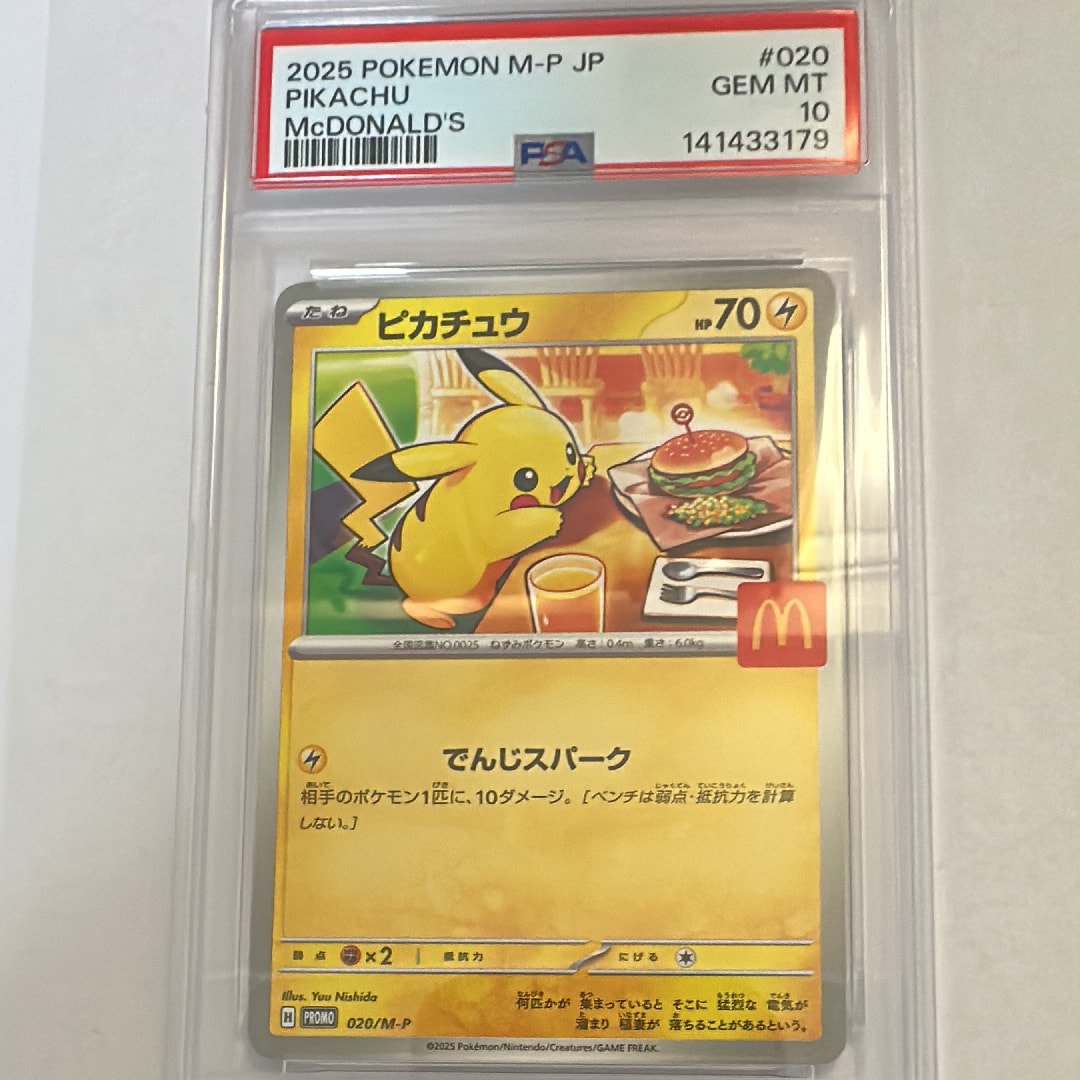 2025 POKEMON M-P JP
#020
PIKACHU
GEM MT
McDONALD'S
10
PSA
141433179
たね
ピカチュウ
HP70
全国図鑑NO.0025 ねずみポケモン 高さ:0.4m 重さ:6.0kg
M
でんじスパーク
相手のポケモン1匹に、10ダメージ。[ベンチは弱点・抵抗力を計算
しない。]
弱点 ×2 抵抗力 にげる
Illus. Yuu Nishida
何匹かが 集まっていると そこに 猛烈な 電気が
溜まり 稲妻が 落ちることがあるという。
H PROMO 020/M-P
©2025 Pokémon/Nintendo/Creatures/GAME FREAK.